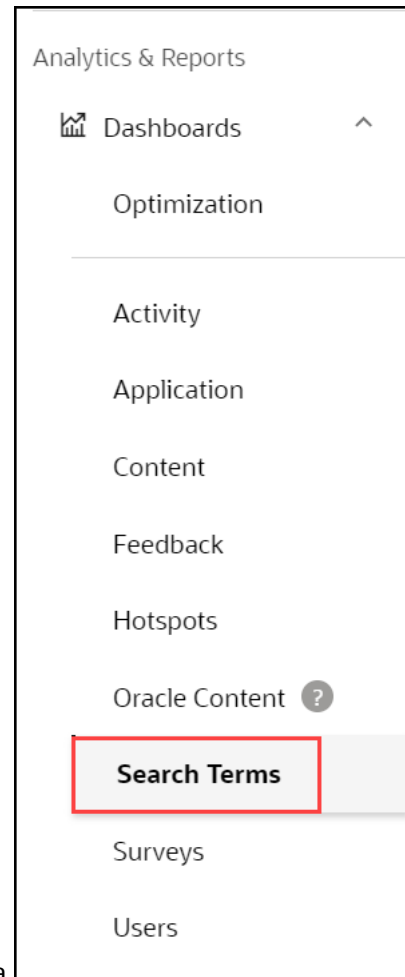 Analytics & Reports
Dashboards
Optimization
Activity
Application
Content
Feedback
Hotspots
Oracle Content ?
Search Terms
Surveys
Users
a